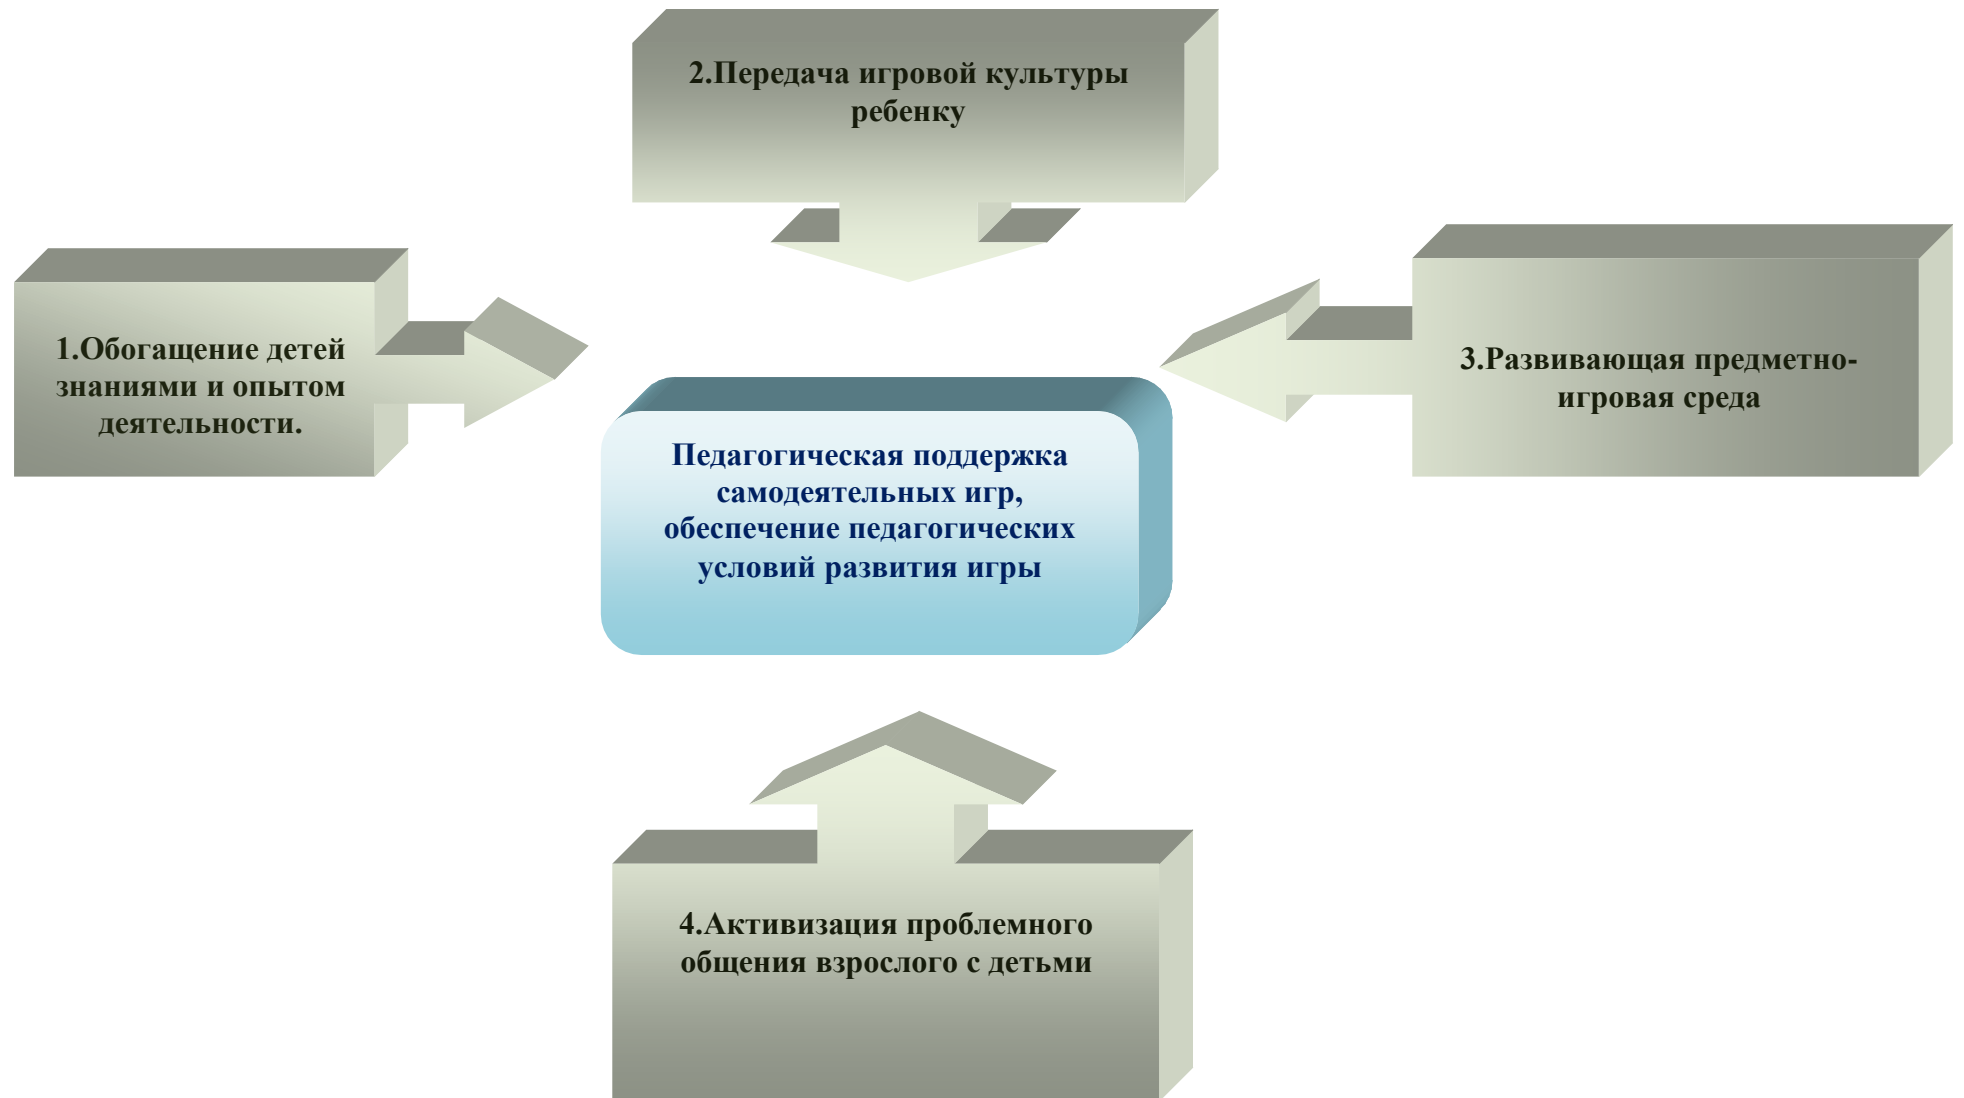 2.Передача игровой культуры
ребенку
1.Обогащение детей
знаниями и опытом
деятельности.
3.Развивающая предметно-
игровая среда
Педагогическая поддержка
самодеятельных игр,
обеспечение педагогических
условий развития игры
4.Активизация проблемного
общения взрослого с детьми